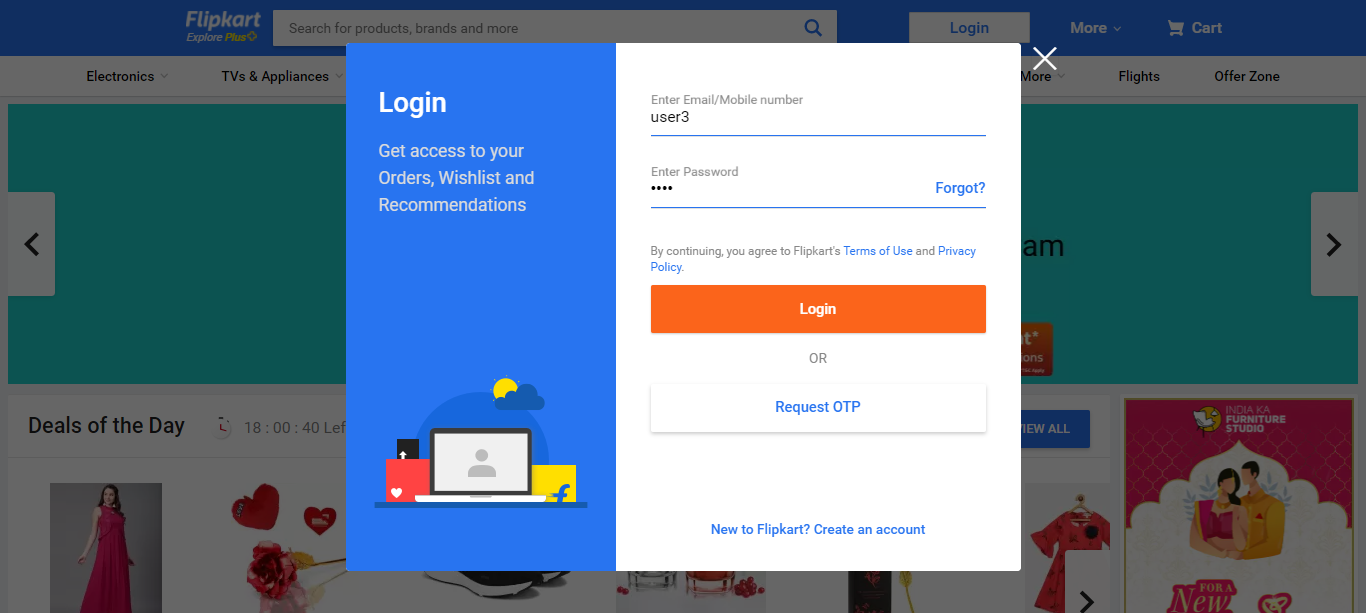 Flipkart
Explore Plus
Search for products, brands and more
Login
More
Cart
Electronics
TVs & Appliances
More
Flights
Offer Zone
Login
Get access to your
Orders, Wishlist and
Recommendations
Enter Email/Mobile number
user3
Enter Password
••••
Forgot?
By continuing, you agree to Flipkart's Terms of Use and Privacy
Policy.
Login
OR
Request OTP
New to Flipkart? Create an account
am
Deals of the Day
18 : 00 : 40 Lef
VIEW ALL
INDIA KA
FURNITURE
STUDIO
FOR A
New